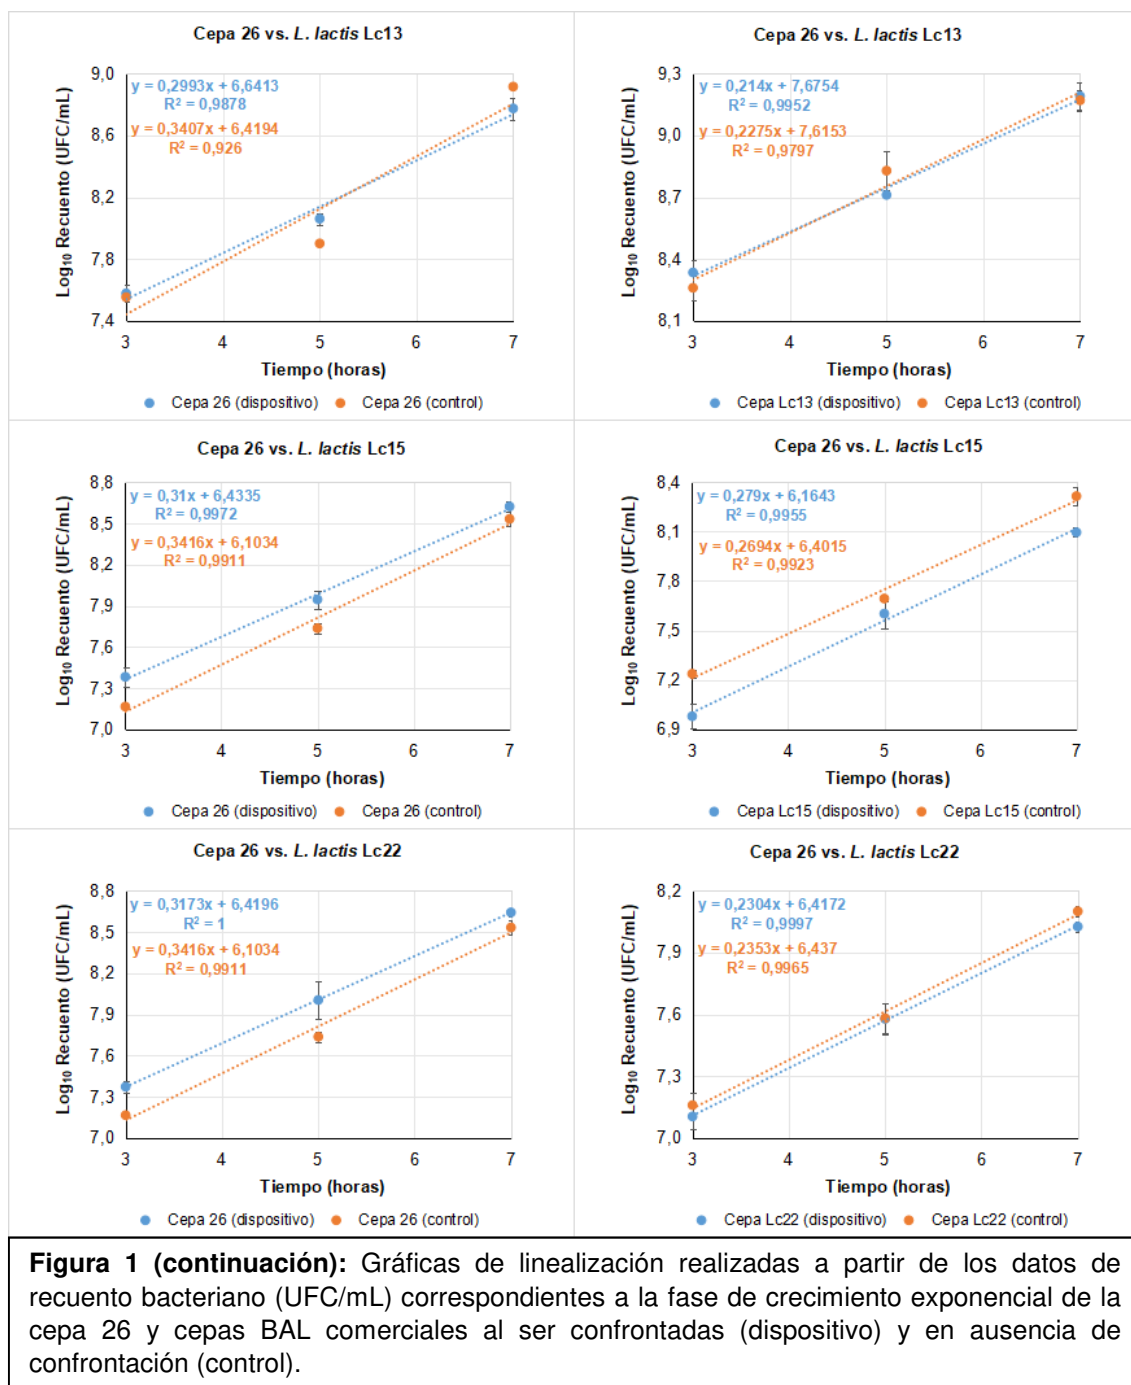 Cepa 26 vs. L. lactis Lc13
y = 0,2993x + 6,6413
R² = 0,9878
y = 0,3407x + 6,4194
R² = 0,926
Log₁₀ Recuento (UFC/mL)
9,0
8,6
8,2
7,8
7,4
3 4 5 6 7
Tiempo (horas)
Cepa 26 (dispositivo) Cepa 26 (control)
Cepa 26 vs. L. lactis Lc13
y = 0,214x + 7,6754
R² = 0,9952
y = 0,2275x + 7,6153
R² = 0,9797
Log₁₀ Recuento (UFC/mL)
9,3
9,0
8,7
8,4
8,1
3 4 5 6 7
Tiempo (horas)
Cepa Lc13 (dispositivo) Cepa Lc13 (control)
Cepa 26 vs. L. lactis Lc15
y = 0,31x + 6,4335
R² = 0,9972
y = 0,3416x + 6,1034
R² = 0,9911
Log₁₀ Recuento (UFC/mL)
8,8
8,5
8,2
7,9
7,6
7,3
7,0
3 4 5 6 7
Tiempo (horas)
Cepa 26 (dispositivo) Cepa 26 (control)
Cepa 26 vs. L. lactis Lc15
y = 0,279x + 6,1643
R² = 0,9955
y = 0,2694x + 6,4015
R² = 0,9923
Log₁₀ Recuento (UFC/mL)
8,4
8,1
7,8
7,5
7,2
6,9
3 4 5 6 7
Tiempo (horas)
Cepa Lc15 (dispositivo) Cepa Lc15 (control)
Cepa 26 vs. L. lactis Lc22
y = 0,3173x + 6,4196
R² = 1
y = 0,3416x + 6,1034
R² = 0,9911
Log₁₀ Recuento (UFC/mL)
8,8
8,5
8,2
7,9
7,6
7,3
7,0
3 4 5 6 7
Tiempo (horas)
Cepa 26 (dispositivo) Cepa 26 (control)
Cepa 26 vs. L. lactis Lc22
y = 0,2304x + 6,4172
R² = 0,9997
y = 0,2353x + 6,437
R² = 0,9965
Log₁₀ Recuento (UFC/mL)
8,2
7,9
7,6
7,3
7,0
3 4 5 6 7
Tiempo (horas)
Cepa Lc22 (dispositivo) Cepa Lc22 (control)
Figura 1 (continuación): Gráficas de linealización realizadas a partir de los datos de
recuento bacteriano (UFC/mL) correspondientes a la fase de crecimiento exponencial de la
cepa 26 y cepas BAL comerciales al ser confrontadas (dispositivo) y en ausencia de
confrontación (control).